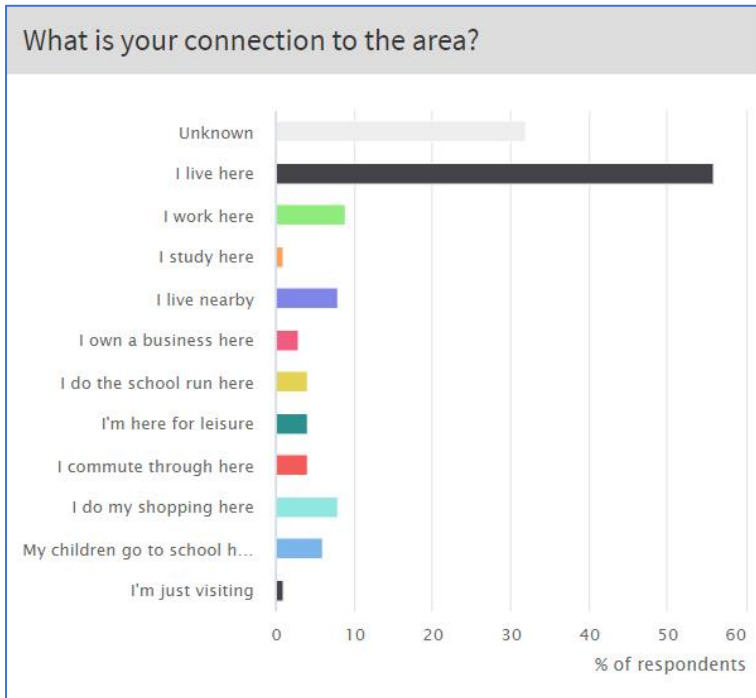 What is your connection to the area?
Unknown
I live here
I work here
I study here
I live nearby
I own a business here
I do the school run here
I'm here for leisure
I commute through here
I do my shopping here
My children go to school h...
I'm just visiting
0 10 20 30 40 50 60
% of respondents